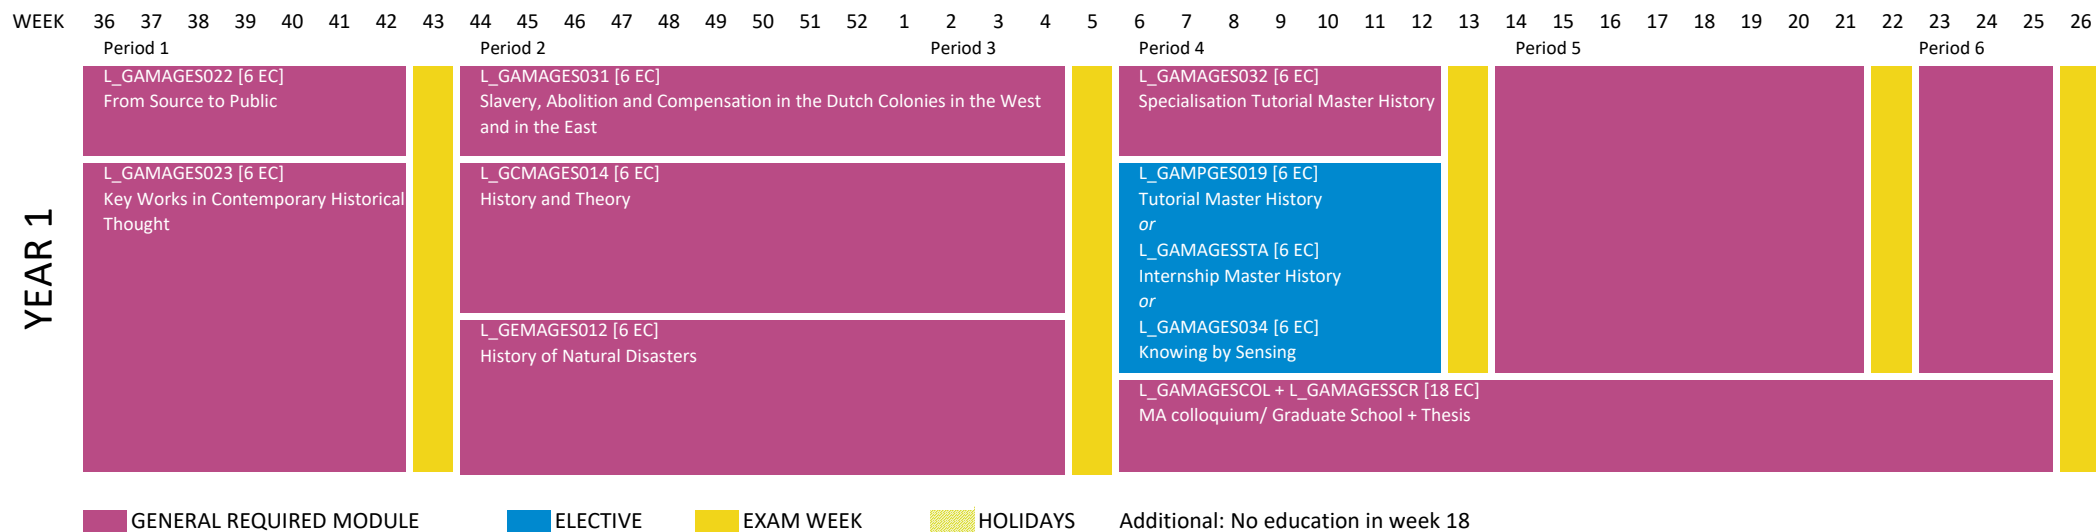 WEEK 36 37 38 39 40 41 42 43 44 45 46 47 48 49 50 51 52 1 2 3 4 5 6 7 8 9 10 11 12 13 14 15 16 17 18 19 20 21 22 23 24 25 26
Period 1 Period 2 Period 3 Period 4 Period 5 Period 6
YEAR 1
L_GAMAGES022 [6 EC]
From Source to Public
L_GAMAGES023 [6 EC]
Key Works in Contemporary Historical
Thought
L_GAMAGES031 [6 EC]
Slavery, Abolition and Compensation in the Dutch Colonies in the West
and in the East
L_GCMAGES014 [6 EC]
History and Theory
L_GEMAGES012 [6 EC]
History of Natural Disasters
L_GAMAGES032 [6 EC]
Specialisation Tutorial Master History
L_GAMPGES019 [6 EC]
Tutorial Master History
or
L_GAMAGESSTA [6 EC]
Internship Master History
or
L_GAMAGES034 [6 EC]
Knowing by Sensing
L_GAMAGESCOL + L_GAMAGESSCR [18 EC]
MA colloquium/ Graduate School + Thesis
GENERAL REQUIRED MODULE ELECTIVE EXAM WEEK HOLIDAYS Additional: No education in week 18